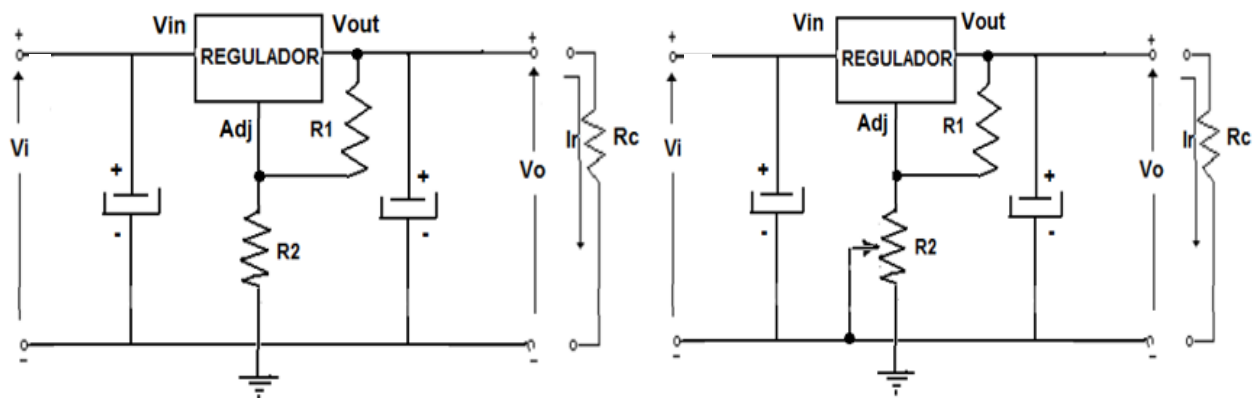 Vin Vout
+ REGULADOR +
Adj R1
Vi Vo Ir Rc
+ +
- -
R2
- -
Vin Vout
+ REGULADOR +
Adj R1
Vi Vo Ir Rc
+ +
- -
R2
- -